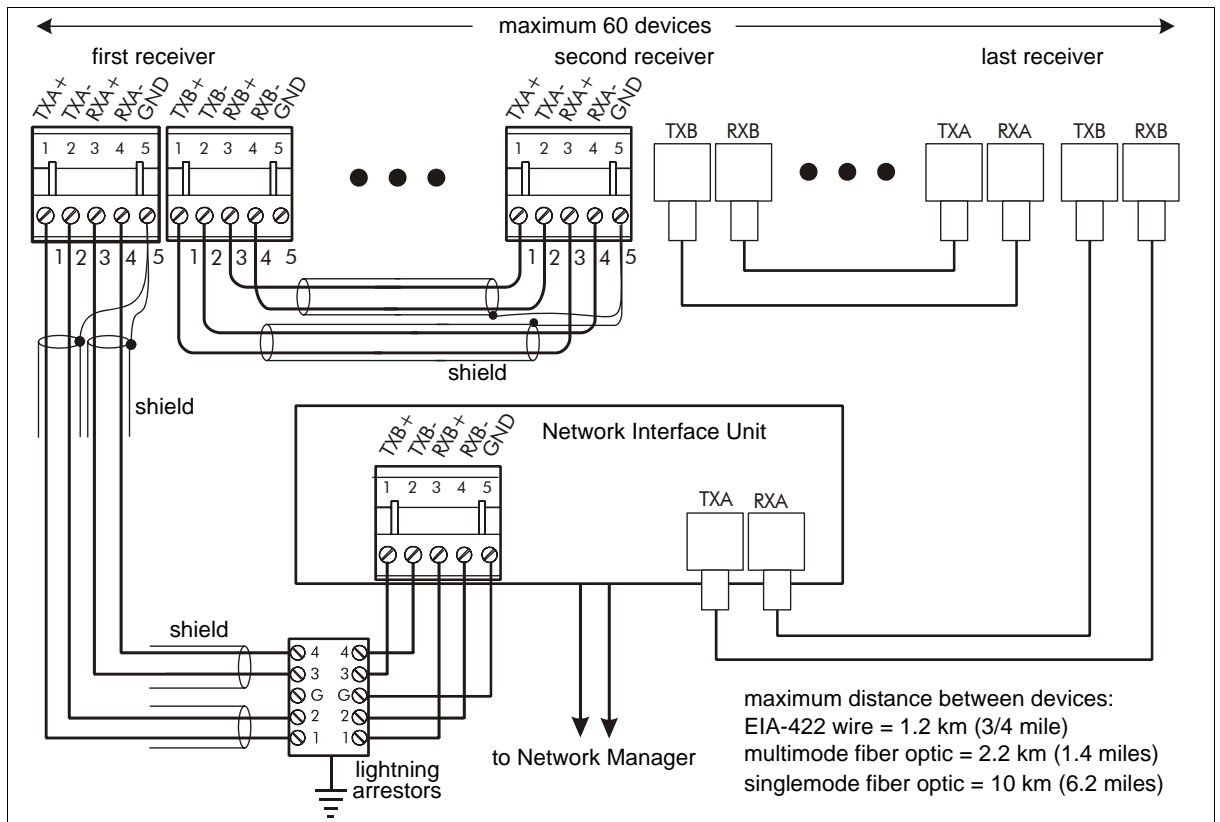 maximum 60 devices
first receiver second receiver last receiver
TXA+ TXA- RXA+ RXA- GND TXB+ TXB- RXB+ RXB- GND TXA+ TXA- RXA+ RXA- GND
TXB RXB TXA RXA TXB RXB
1 2 3 4 5 1 2 3 4 5 1 2 3 4 5
1 2 3 4 5 1 2 3 4 5 1 2 3 4 5
shield
shield
Network Interface Unit
TXB+ TXB- RXB+ RXB- GND
1 2 3 4 5
TXA RXA
shield
4 4
3 3
G G
2 2
1 1
lightning
arrestors
to Network Manager
maximum distance between devices:
EIA-422 wire = 1.2 km (3/4 mile)
multimode fiber optic = 2.2 km (1.4 miles)
singlemode fiber optic = 10 km (6.2 miles)